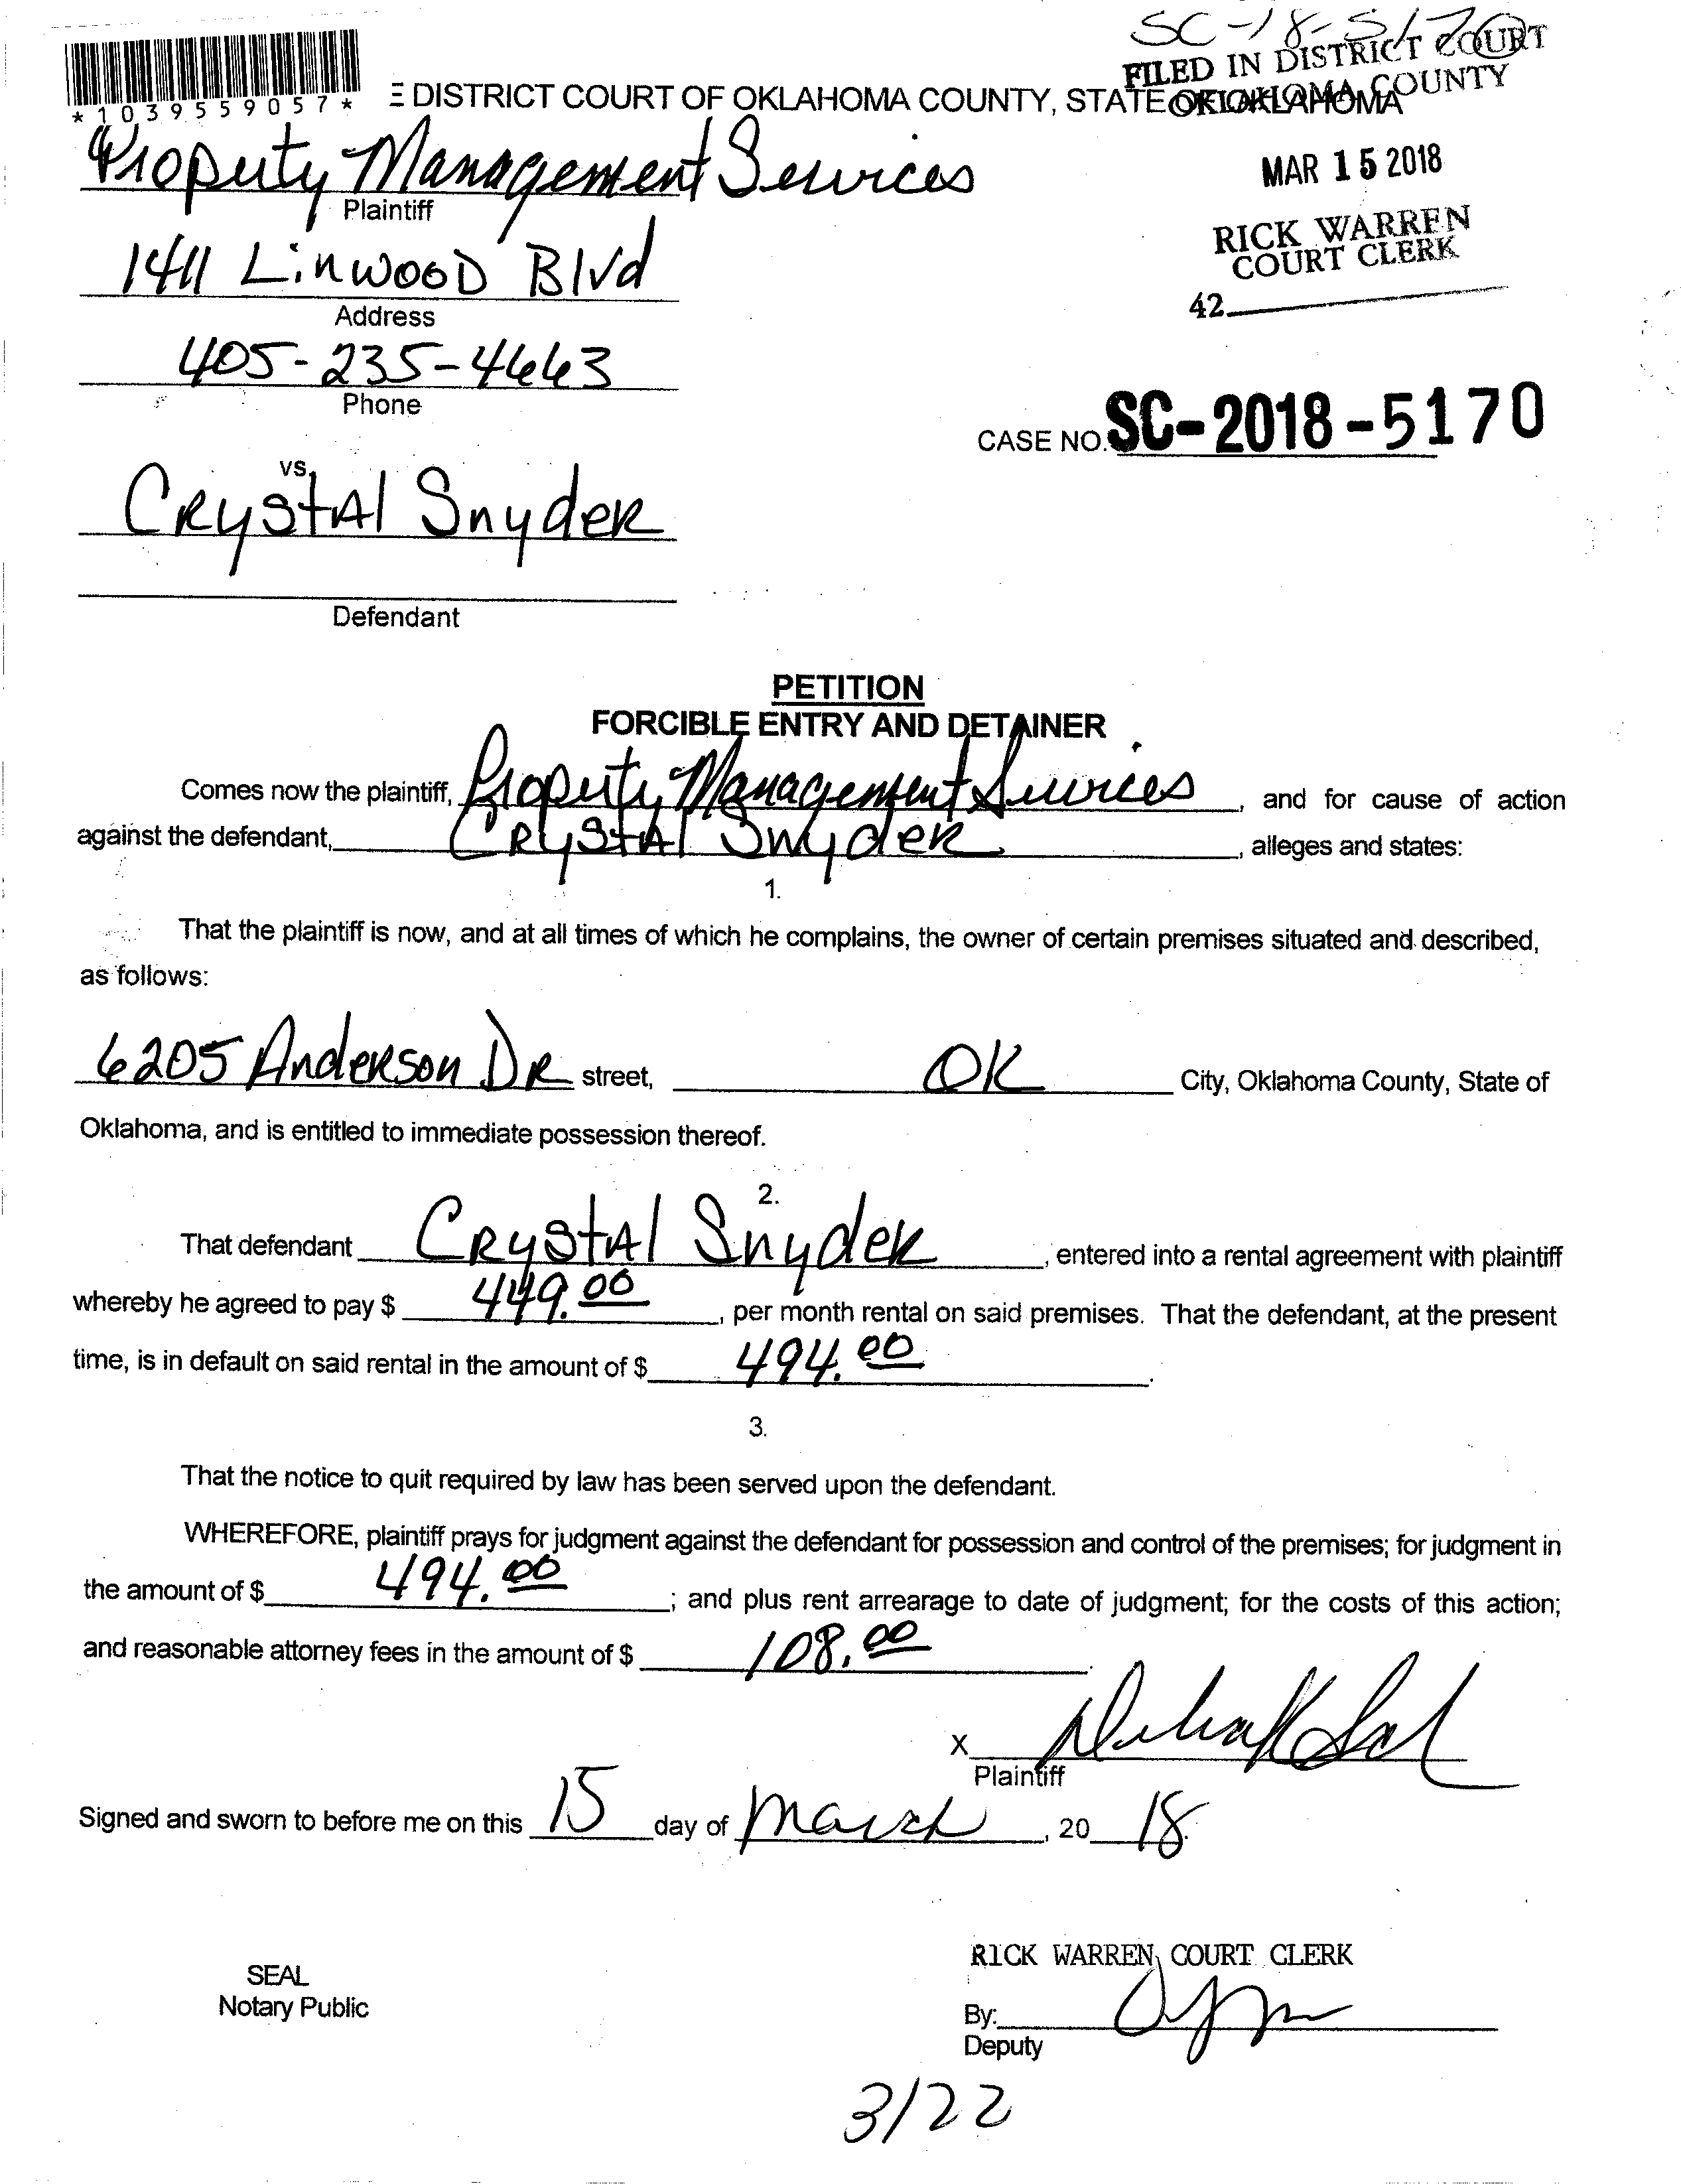 SC-18-5170
FILED IN DISTRICT COURT
OKLAHOMA COUNTY
*1039559057*
E DISTRICT COURT OF OKLAHOMA COUNTY, STATE OF OKLAHOMA
Property Management Services
Plaintiff
MAR 15 2018
RICK WARREN
COURT CLERK
42
1411 Linwood Blvd
Address
405-235-4663
Phone
CASE NO. SC-2018-5170
vs.
Crystal Snyder
Defendant
PETITION
FORCIBLE ENTRY AND DETAINER
Comes now the plaintiff, Property Management Services, and for cause of action
against the defendant, Crystal Snyder, alleges and states:
1.
That the plaintiff is now, and at all times of which he complains, the owner of certain premises situated and described,
as follows:
6205 Anderson DR street, OK City, Oklahoma County, State of
Oklahoma, and is entitled to immediate possession thereof.
2.
That defendant Crystal Snyder, entered into a rental agreement with plaintiff
whereby he agreed to pay $ 449.00, per month rental on said premises. That the defendant, at the present
time, is in default on said rental in the amount of $ 494.00.
3.
That the notice to quit required by law has been served upon the defendant.
WHEREFORE, plaintiff prays for judgment against the defendant for possession and control of the premises; for judgment in
the amount of $ 494.00; and plus rent arrearage to date of judgment; for the costs of this action;
and reasonable attorney fees in the amount of $ 108.00.
X
Plaintiff
Signed and sworn to before me on this 15 day of March, 20 18.
SEAL
Notary Public
RICK WARREN, COURT CLERK
By:
Deputy
3/22